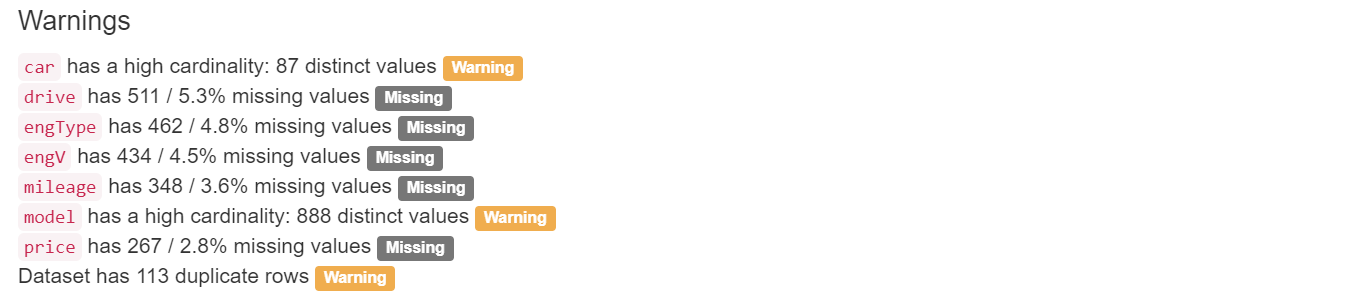 Warnings
car has a high cardinality: 87 distinct values Warning
drive has 511 / 5.3% missing values Missing
engType has 462 / 4.8% missing values Missing
engV has 434 / 4.5% missing values Missing
mileage has 348 / 3.6% missing values Missing
model has a high cardinality: 888 distinct values Warning
price has 267 / 2.8% missing values Missing
Dataset has 113 duplicate rows Warning